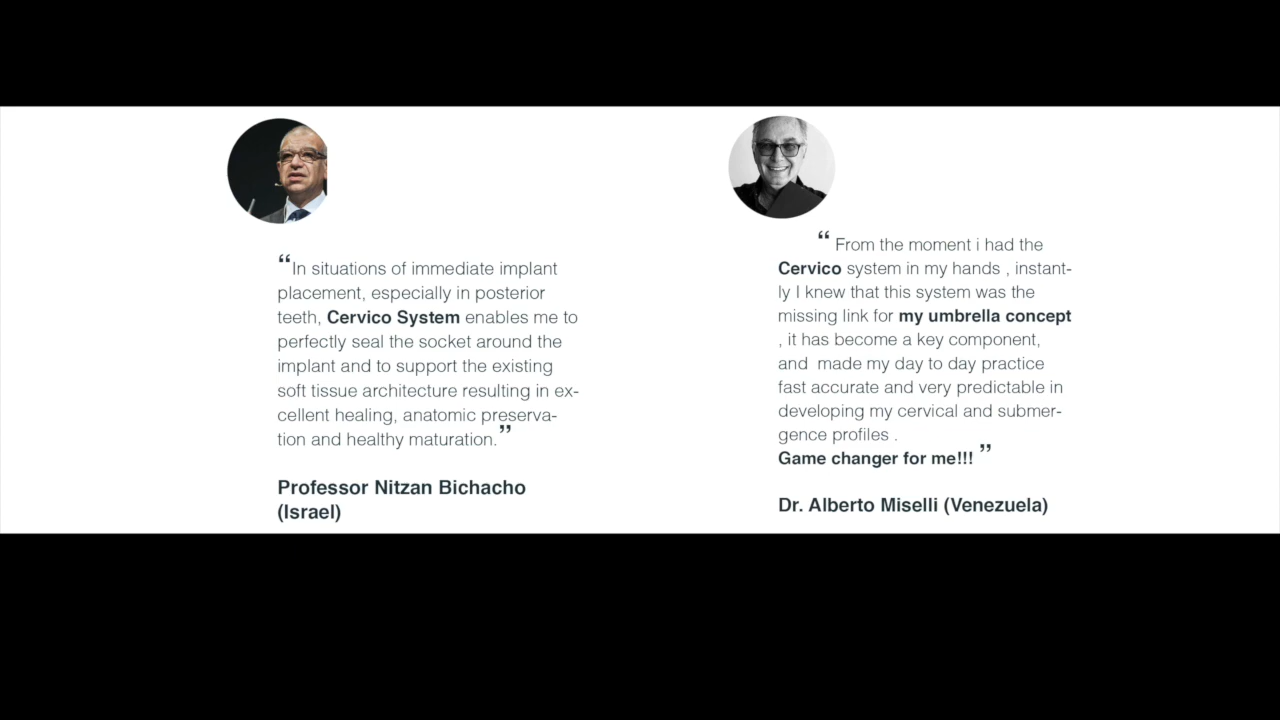 “In situations of immediate implant
placement, especially in posterior
teeth, Cervico System enables me to
perfectly seal the socket around the
implant and to support the existing
soft tissue architecture resulting in ex-
cellent healing, anatomic preserva-
tion and healthy maturation.”
Professor Nitzan Bichacho
(Israel)
“ From the moment i had the
Cervico system in my hands , instant-
ly I knew that this system was the
missing link for my umbrella concept
, it has become a key component,
and  made my day to day practice
fast accurate and very predictable in
developing my cervical and submer-
gence profiles .
Game changer for me!!! ”
Dr. Alberto Miselli (Venezuela)